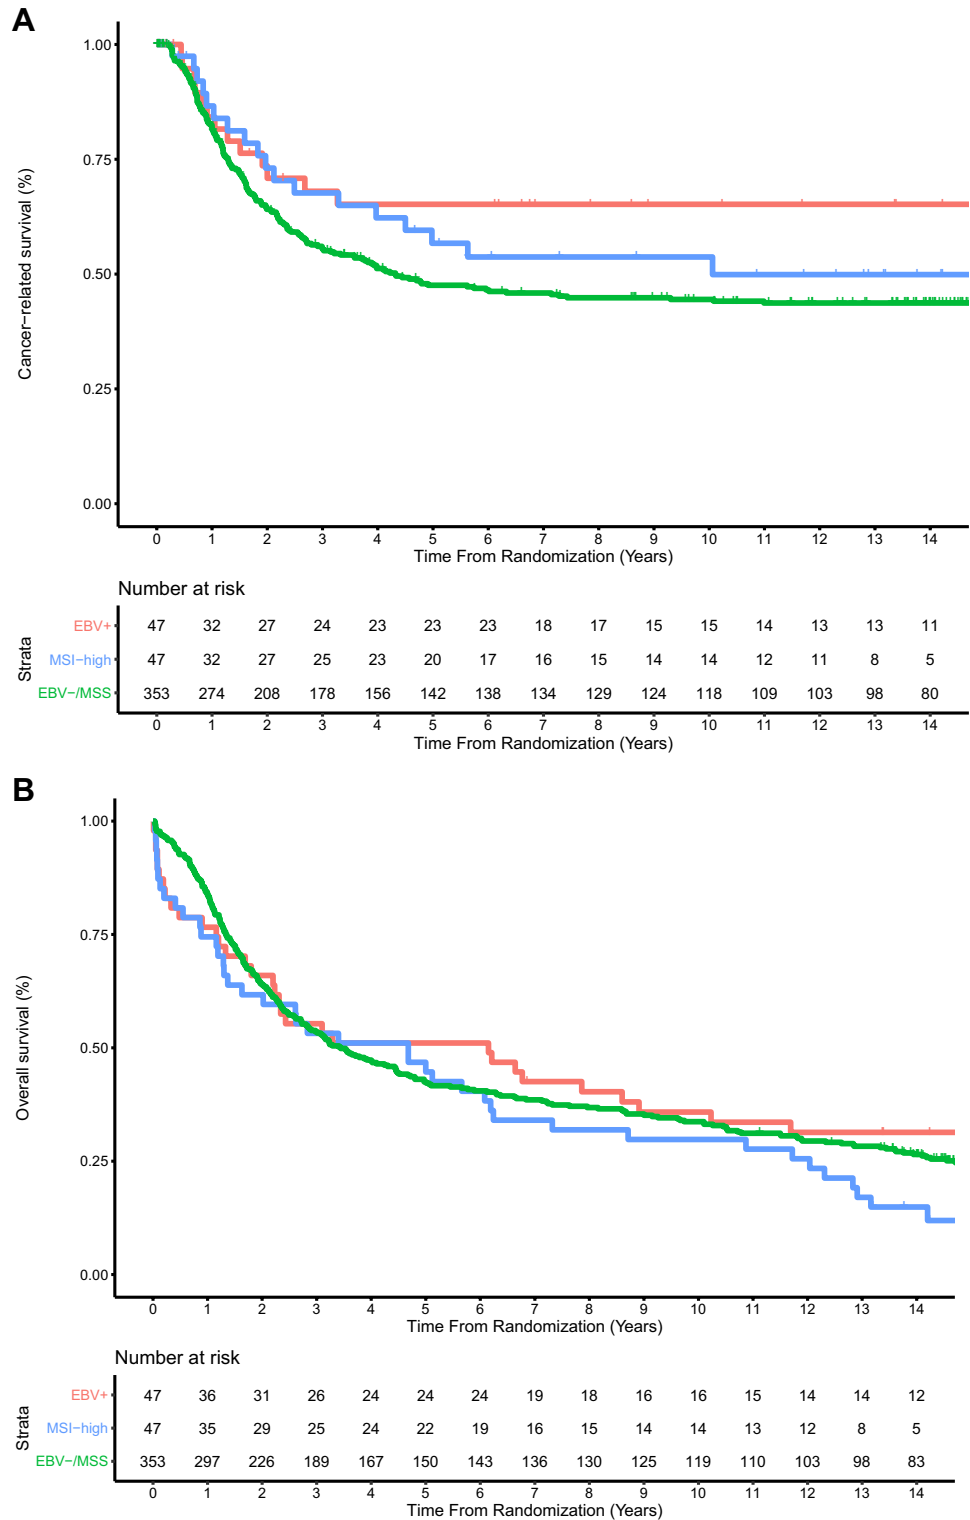 A
1.00
0.75
0.50
0.25
0.00
Cancer−related survival (%)
0 1 2 3 4 5 6 7 8 9 10 11 12 13 14
Time From Randomization (Years)
Number at risk
Strata
EBV+ 47 32 27 24 23 23 23 18 17 15 15 14 13 13 11
MSI−high 47 32 27 25 23 20 17 16 15 14 14 12 11 8 5
EBV−/MSS 353 274 208 178 156 142 138 134 129 124 118 109 103 98 80
0 1 2 3 4 5 6 7 8 9 10 11 12 13 14
Time From Randomization (Years)
B
1.00
0.75
0.50
0.25
0.00
Overall survival (%)
0 1 2 3 4 5 6 7 8 9 10 11 12 13 14
Time From Randomization (Years)
Number at risk
Strata
EBV+ 47 36 31 26 24 24 24 19 18 16 16 15 14 14 12
MSI−high 47 35 29 25 24 22 19 16 15 14 14 13 12 8 5
EBV−/MSS 353 297 226 189 167 150 143 136 130 125 119 110 103 98 83
0 1 2 3 4 5 6 7 8 9 10 11 12 13 14
Time From Randomization (Years)